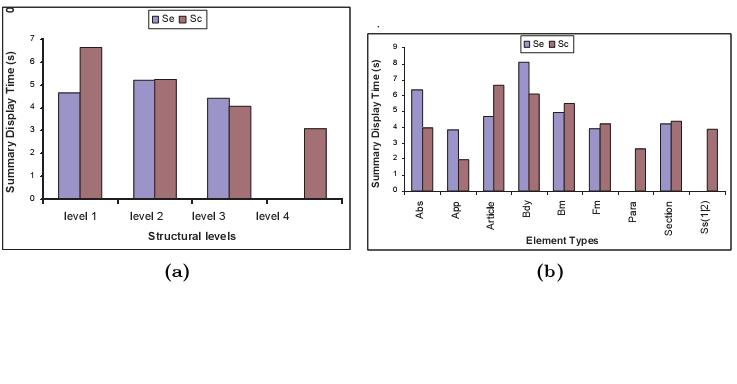 0
Se Sc
7
6
5
4
3
2
1
0
Summary Display Time (s)
level 1 level 2 level 3 level 4
Structural levels
(a)
Se Sc
9
8
7
6
5
4
3
2
1
0
Summary Display Time (s)
Abs App Article Bdy Bm Fm Para Section Ss(1|2)
Element Types
(b)